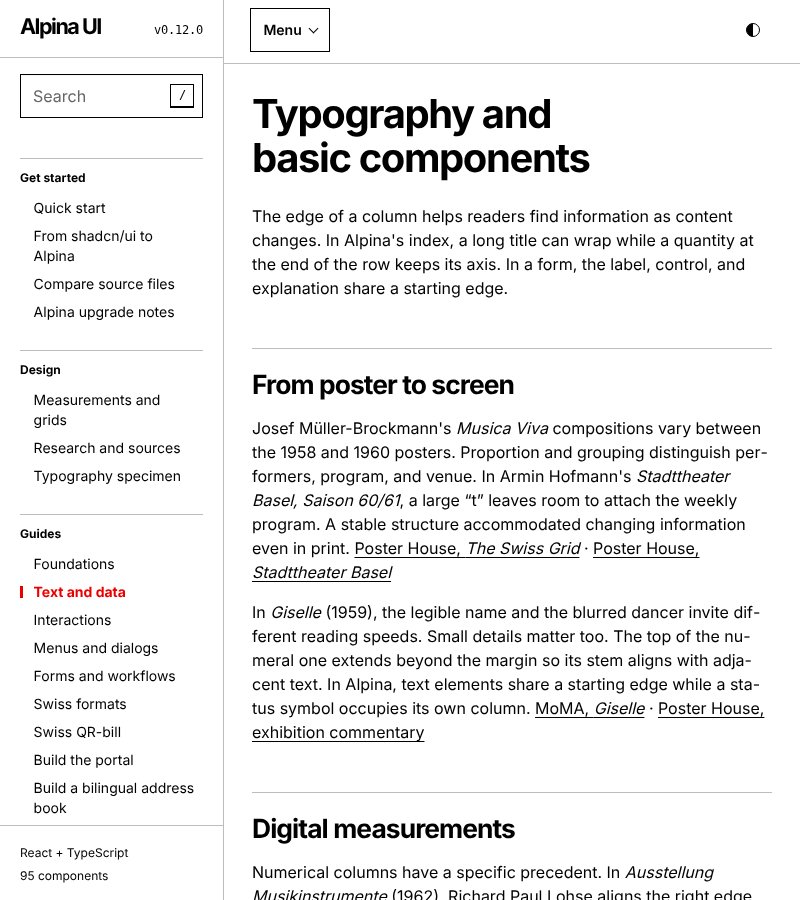 Alpina UI
v0.12.0
Menu
Search
/
Get started
Quick start
From shadcn/ui to
Alpina
Compare source files
Alpina upgrade notes
Design
Measurements and
grids
Research and sources
Typography specimen
Guides
Foundations
Text and data
Interactions
Menus and dialogs
Forms and workflows
Swiss formats
Swiss QR-bill
Build the portal
Build a bilingual address
book
React + TypeScript
95 components
Typography and
basic components
The edge of a column helps readers find information as content
changes. In Alpina's index, a long title can wrap while a quantity at
the end of the row keeps its axis. In a form, the label, control, and
explanation share a starting edge.
From poster to screen
Josef Müller-Brockmann's Musica Viva compositions vary between
the 1958 and 1960 posters. Proportion and grouping distinguish per-
formers, program, and venue. In Armin Hofmann's Stadttheater
Basel, Saison 60/61, a large “t” leaves room to attach the weekly
program. A stable structure accommodated changing information
even in print. Poster House, The Swiss Grid · Poster House,
Stadttheater Basel
In Giselle (1959), the legible name and the blurred dancer invite dif-
ferent reading speeds. Small details matter too. The top of the nu-
meral one extends beyond the margin so its stem aligns with adja-
cent text. In Alpina, text elements share a starting edge while a sta-
tus symbol occupies its own column. MoMA, Giselle · Poster House,
exhibition commentary
Digital measurements
Numerical columns have a specific precedent. In Ausstellung
Musikinstrumente (1962), Richard Paul Lohse aligns the right edge